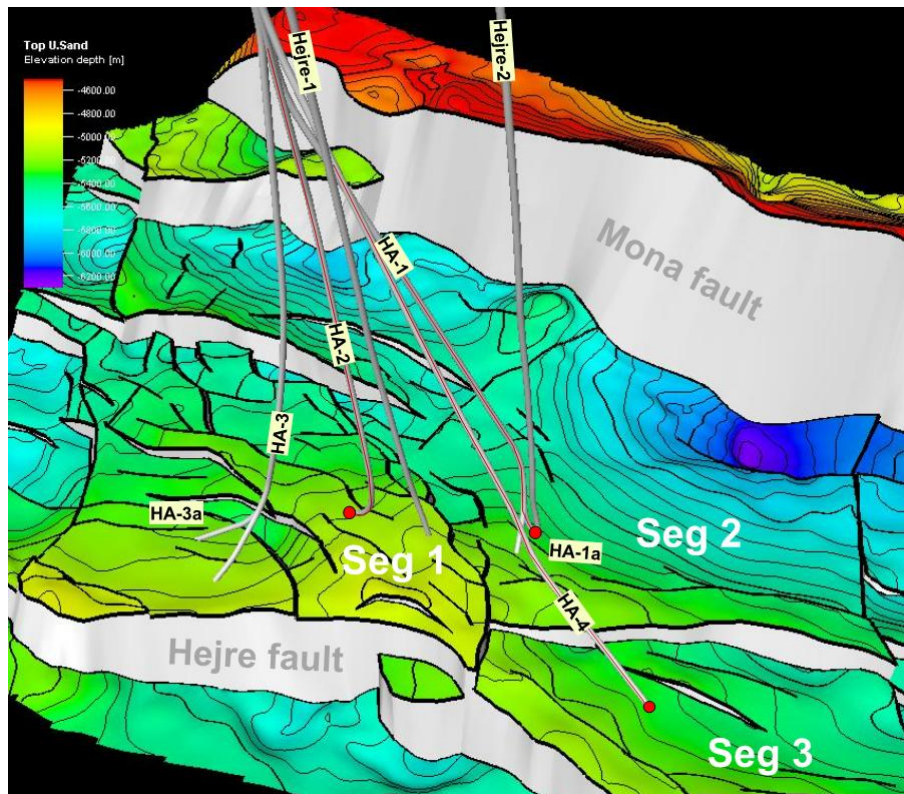 Top U.Sand
Elevation depth [m]
-4600.00
-4800.00
-5000.00
-5200.00
-5400.00
-5600.00
-5800.00
-6000.00
-6200.00
Hejre-1
Hejre-2
Mona fault
HA-1
HA-2
HA-3
HA-3a
Seg 1
Seg 2
HA-1a
HA-4
Hejre fault
Seg 3